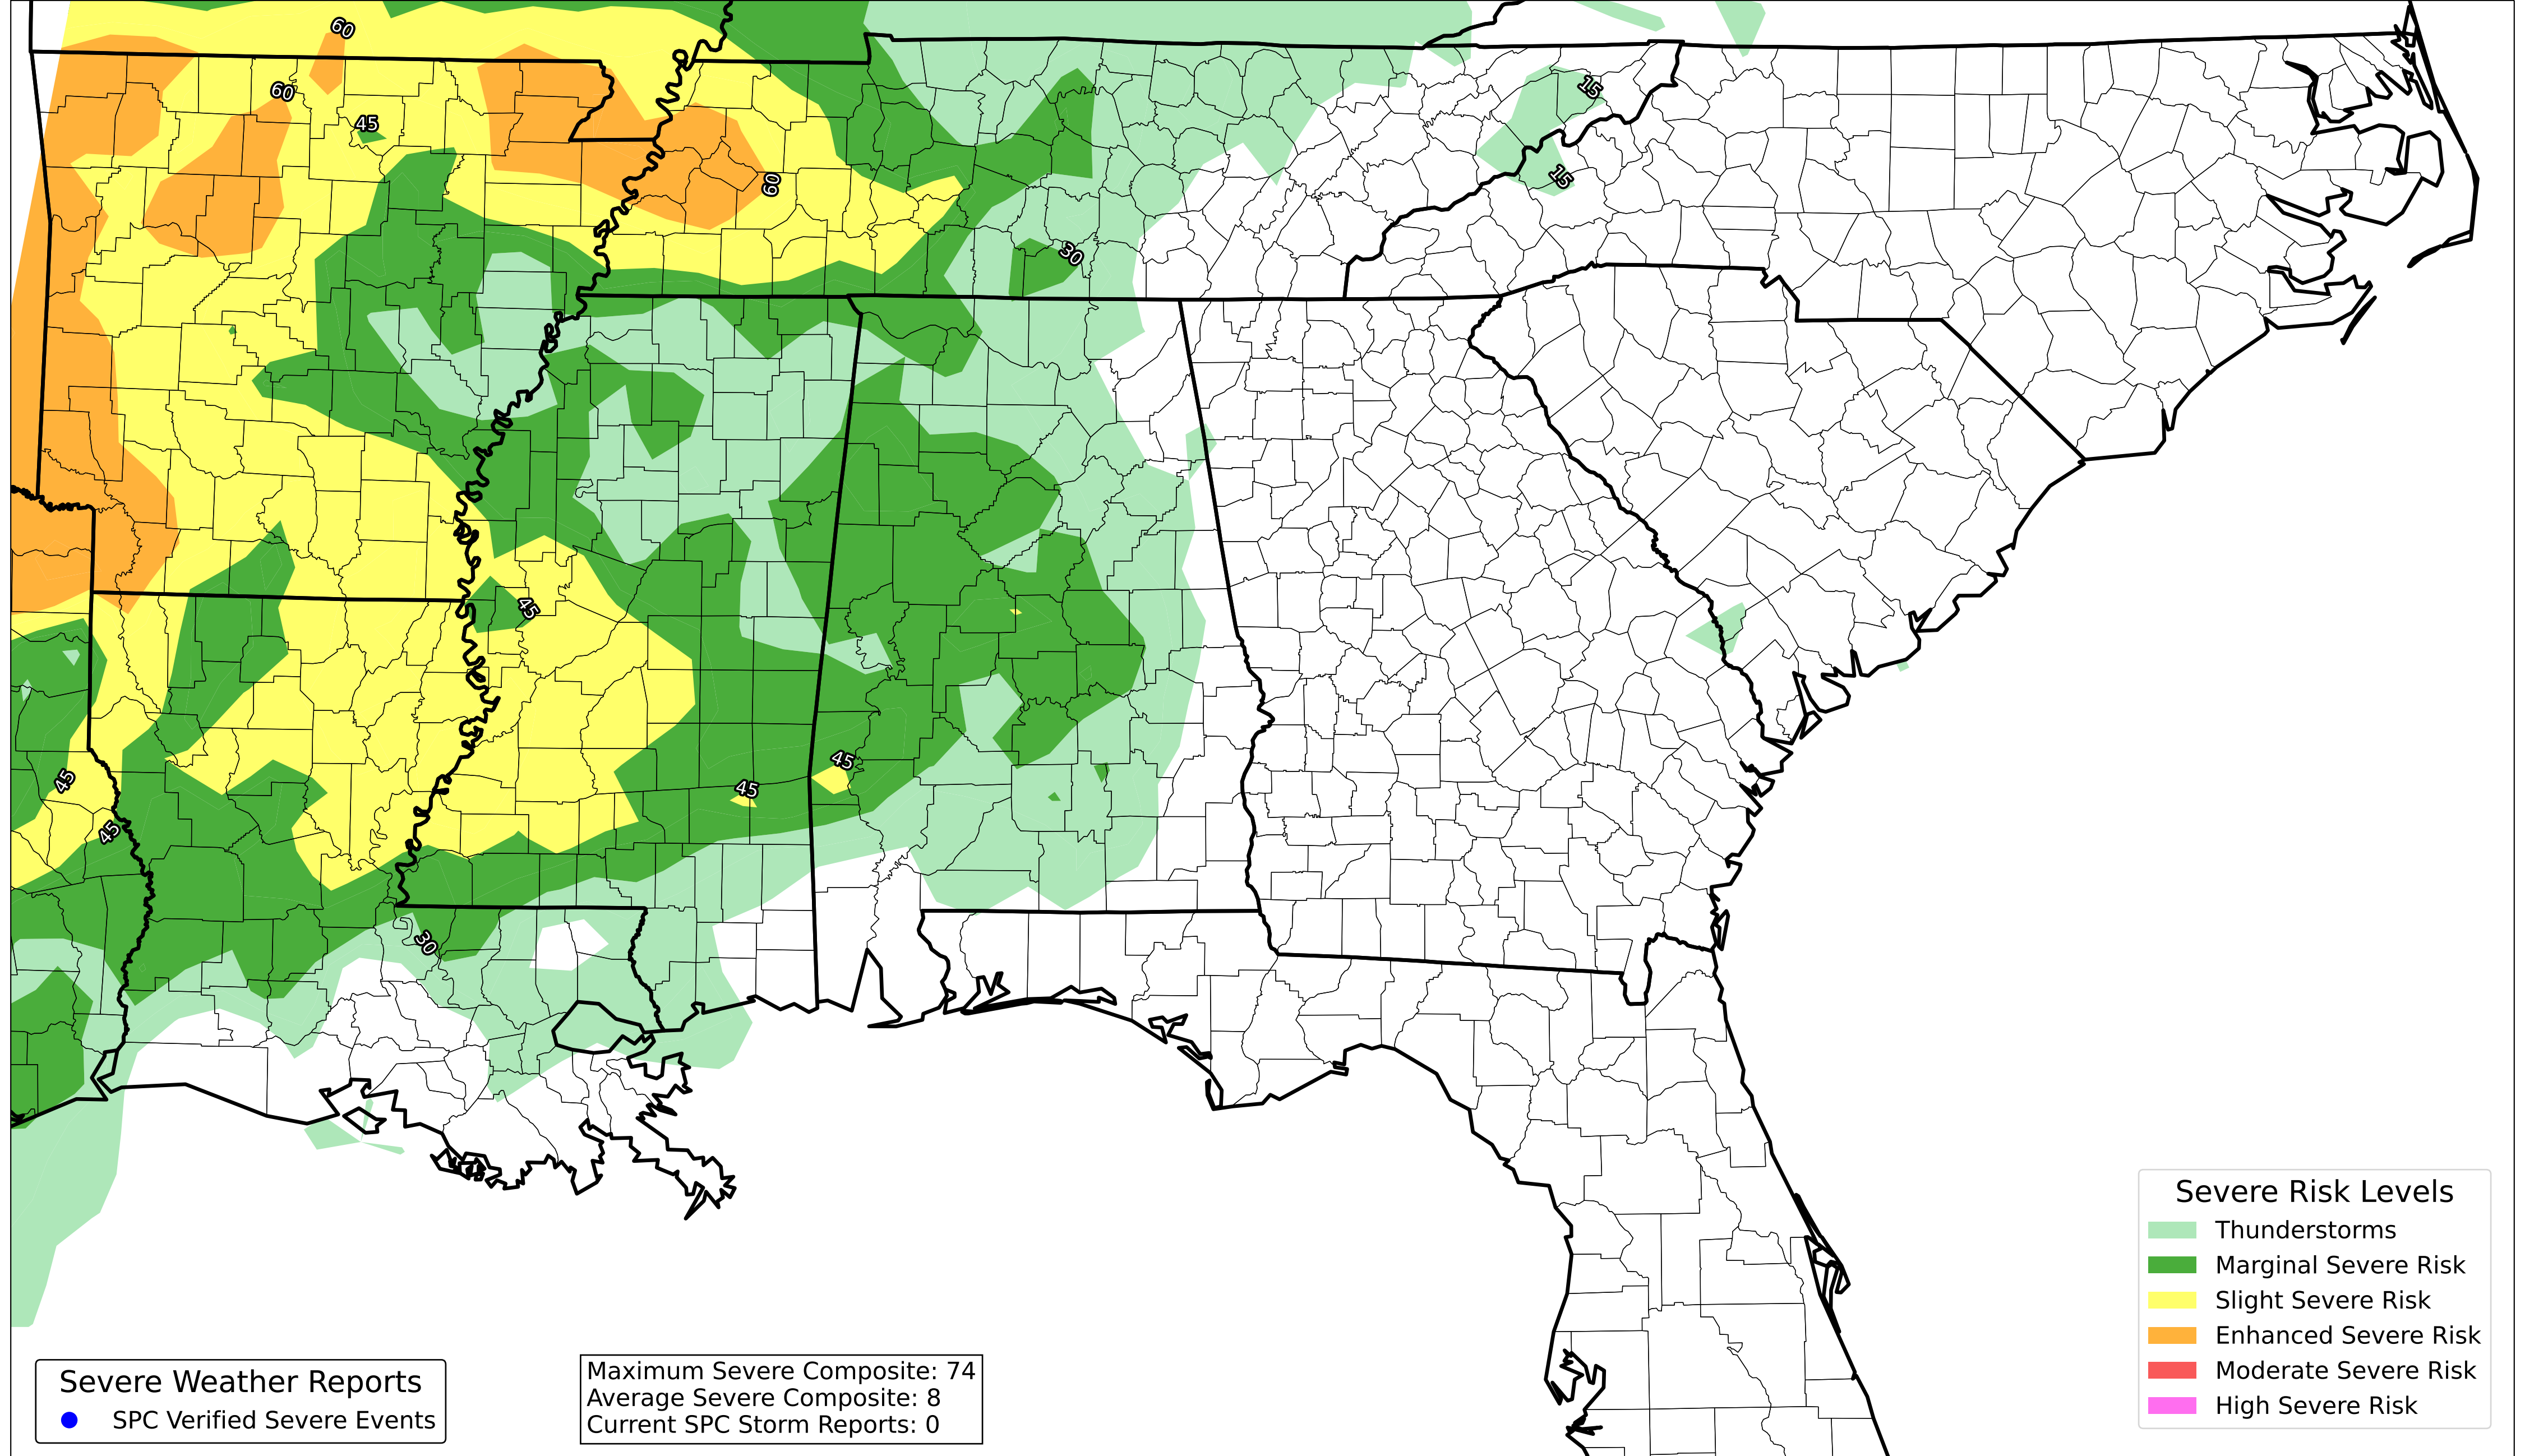 60
60
45
15
60
15
30
45
45
45
45
45
30
Severe Risk Levels
Thunderstorms
Marginal Severe Risk
Slight Severe Risk
Enhanced Severe Risk
Moderate Severe Risk
High Severe Risk
Severe Weather Reports
SPC Verified Severe Events
Maximum Severe Composite: 74
Average Severe Composite: 8
Current SPC Storm Reports: 0